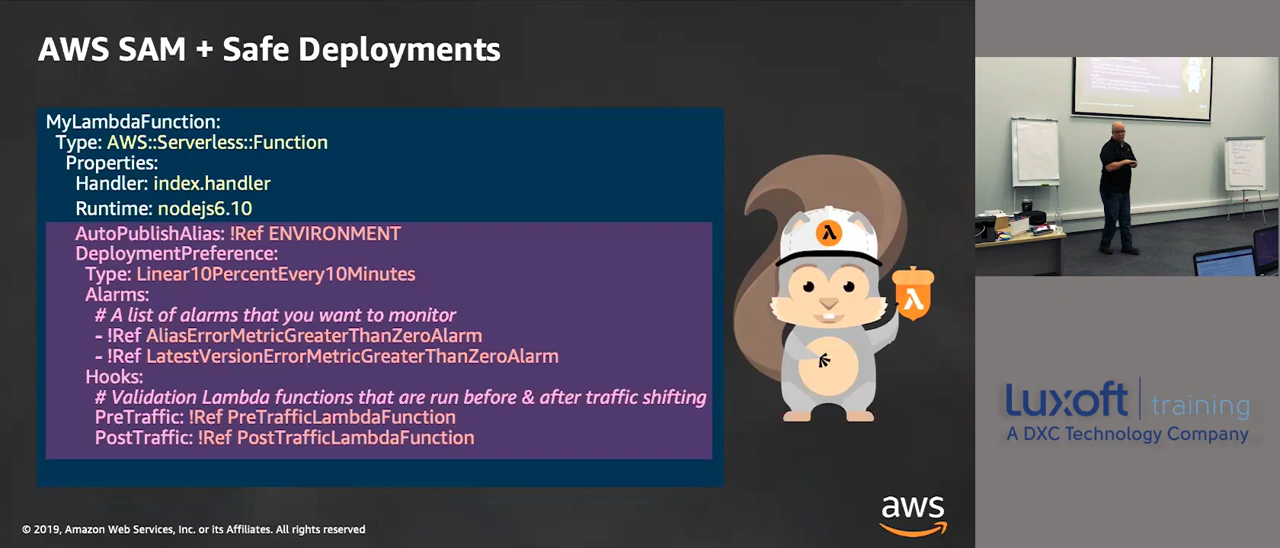 AWS SAM + Safe Deployments
MyLambdaFunction:
Type: AWS::Serverless::Function
Properties:
Handler: index.handler
Runtime: nodejs6.10
AutoPublishAlias: !Ref ENVIRONMENT
DeploymentPreference:
Type: Linear10PercentEvery10Minutes
Alarms:
# A list of alarms that you want to monitor
- !Ref AliasErrorMetricGreaterThanZeroAlarm
- !Ref LatestVersionErrorMetricGreaterThanZeroAlarm
Hooks:
# Validation Lambda functions that are run before & after traffic shifting
PreTraffic: !Ref PreTrafficLambdaFunction
PostTraffic: !Ref PostTrafficLambdaFunction
© 2019, Amazon Web Services, Inc. or its Affiliates. All rights reserved
aws
Luxoft training
A DXC Technology Company